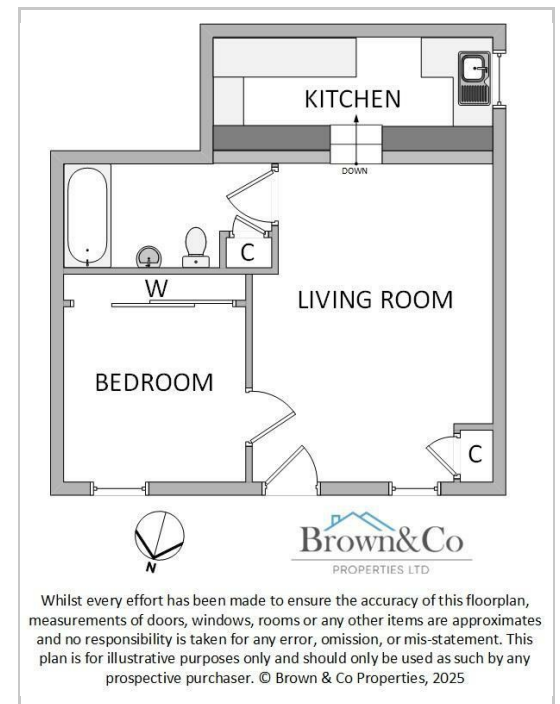 KITCHEN
DOWN
C
W
LIVING ROOM
BEDROOM
C
N
Brown&Co
PROPERTIES LTD
Whilst every effort has been made to ensure the accuracy of this floorplan,
measurements of doors, windows, rooms or any other items are approximates
and no responsibility is taken for any error, omission, or mis-statement. This
plan is for illustrative purposes only and should only be used as such by any
prospective purchaser. © Brown & Co Properties, 2025